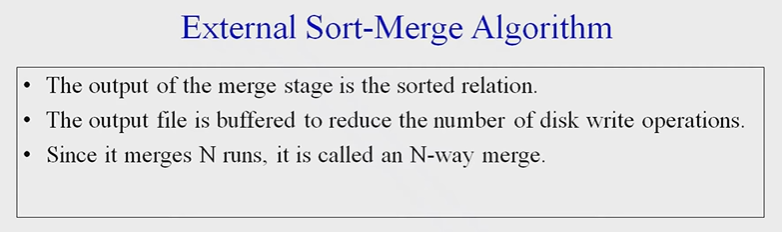 External Sort-Merge Algorithm
• The output of the merge stage is the sorted relation.
• The output file is buffered to reduce the number of disk write operations.
• Since it merges N runs, it is called an N-way merge.